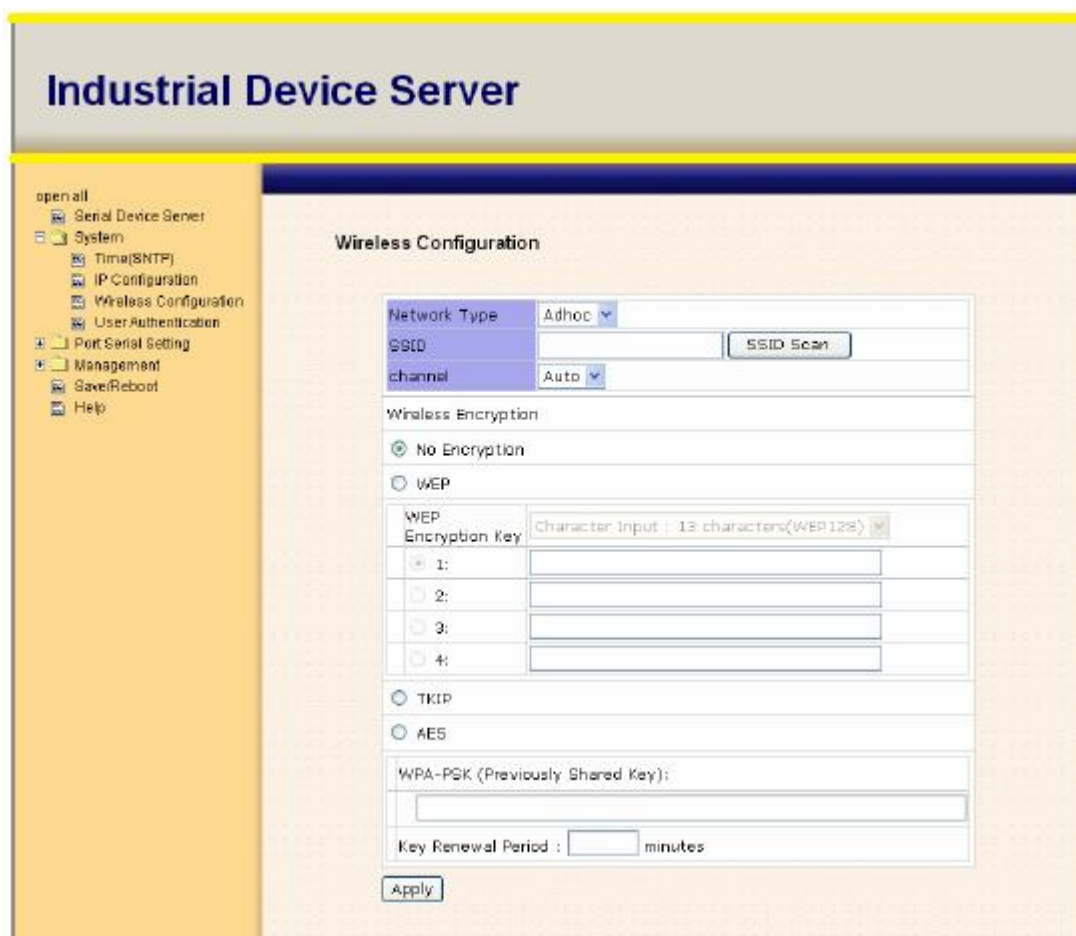 Industrial Device Server
open all
Serial Device Server
System
Time(SNTP)
IP Configuration
Wireless Configuration
User Authentication
Port Serial Setting
Management
Save/Reboot
Help
Wireless Configuration
Network Type Adhoc
SSID SSID Scan
channel Auto
Wireless Encryption
No Encryption
WEP
WEP
Encryption Key Character Input : 13 characters(WEP128)
1:
2:
3:
4:
TKIP
AES
WPA-PSK (Previously Shared Key):
Key Renewal Period : minutes
Apply